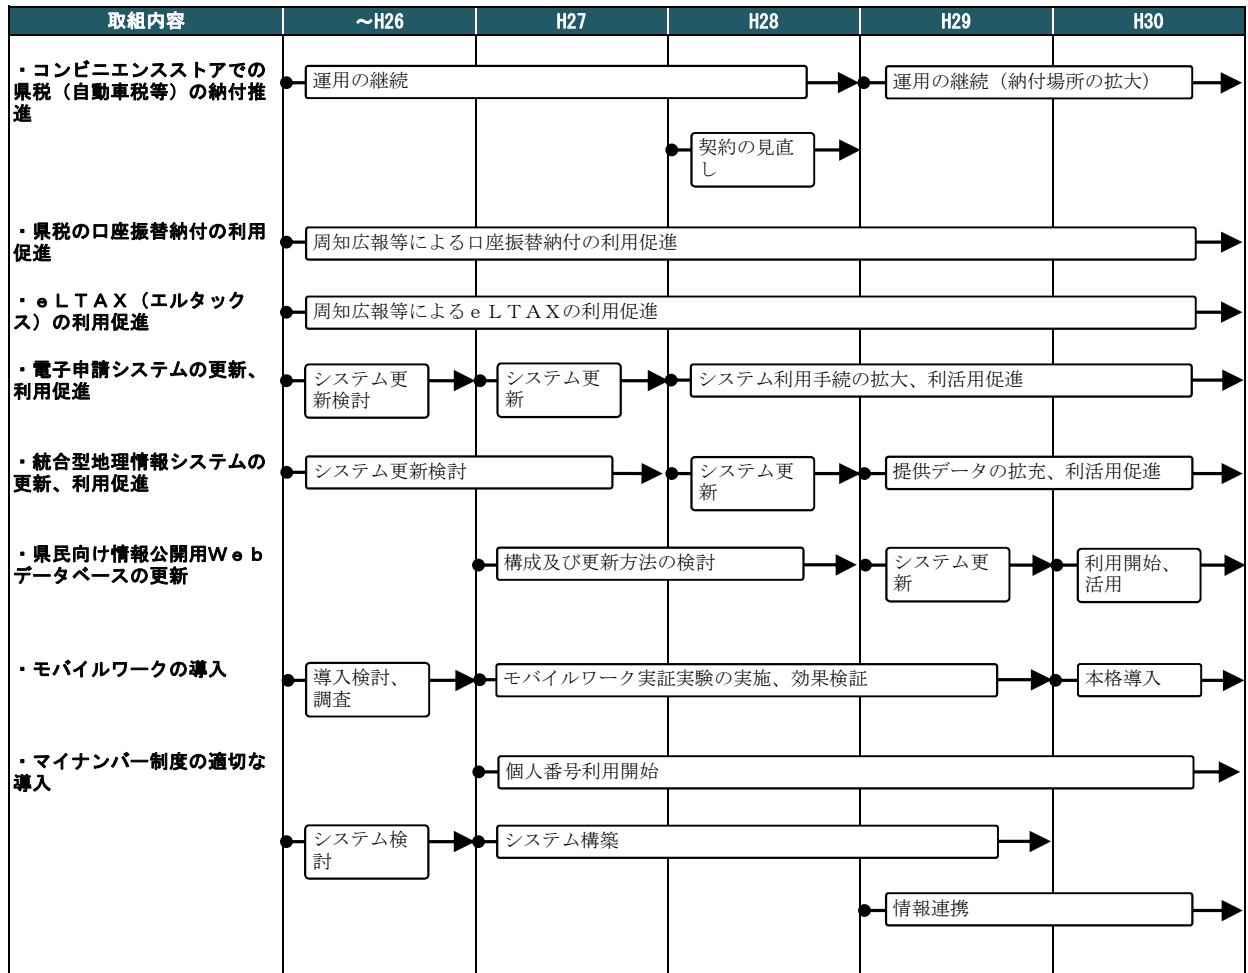 取組内容 ～H26 H27 H28 H29 H30
・コンビニエンスストアでの
県税（自動車税等）の納付推
進
運用の継続
運用の継続（納付場所の拡大）
契約の見直
し
・県税の口座振替納付の利用
促進
周知広報等による口座振替納付の利用促進
・ｅＬＴＡＸ（エルタック
ス）の利用促進
周知広報等によるｅＬＴＡＸの利用促進
・電子申請システムの更新、
利用促進
システム更
新検討
システム更
新
システム利用手続の拡大、利活用促進
・統合型地理情報システムの
更新、利用促進
システム更新検討
システム更
新
提供データの拡充、利活用促進
・県民向け情報公開用Ｗｅｂ
データベースの更新
構成及び更新方法の検討
システム更
新
利用開始、
活用
・モバイルワークの導入
導入検討、
調査
モバイルワーク実証実験の実施、効果検証
本格導入
・マイナンバー制度の適切な
導入
個人番号利用開始
システム検
討
システム構築
情報連携